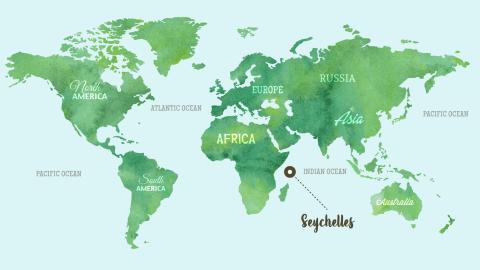 RUSSIA
North
AMERICA
EUROPE
ATLANTIC OCEAN
PACIFIC OCEAN
Asia
AFRICA
PACIFIC OCEAN
INDIAN OCEAN
South
AMERICA
Australia
Seychelles